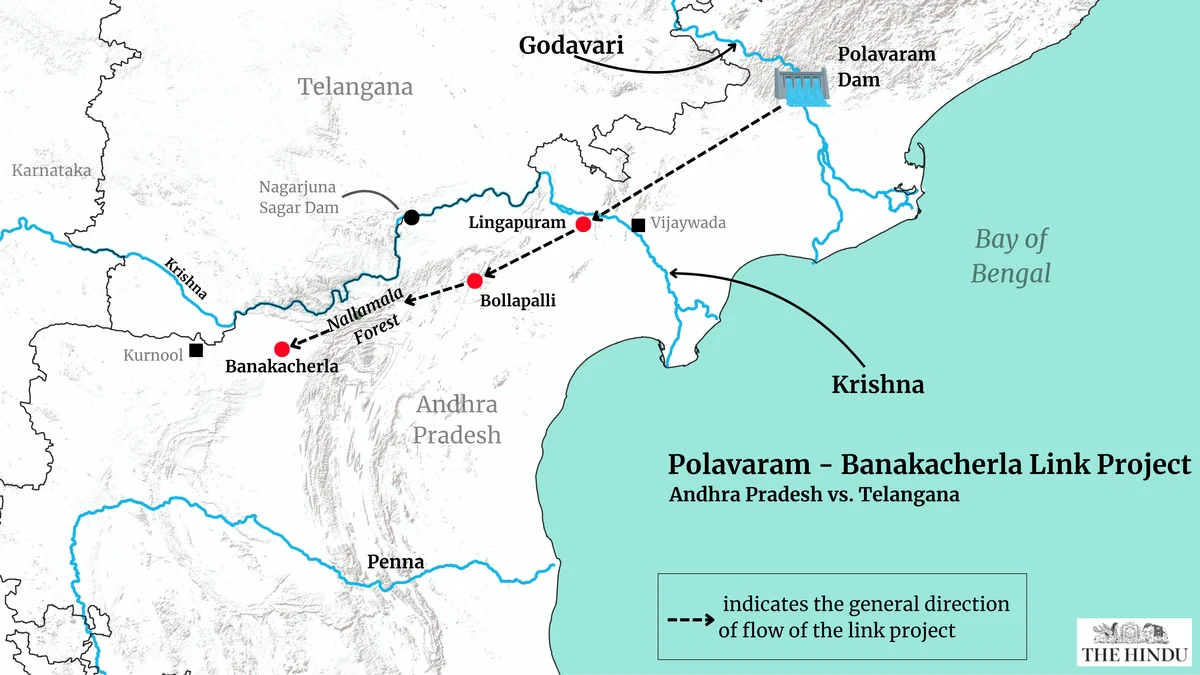 Godavari
Polavaram
Dam
Telangana
Karnataka
Nagarjuna
Sagar Dam
Lingapuram
Vijaywada
Bay of
Bengal
Krishna
Bollapalli
Nallamala
Forest
Kurnool
Banakacherla
Krishna
Andhra
Pradesh
Polavaram - Banakacherla Link Project
Andhra Pradesh vs. Telangana
Penna
indicates the general direction
of flow of the link project
THE HINDU